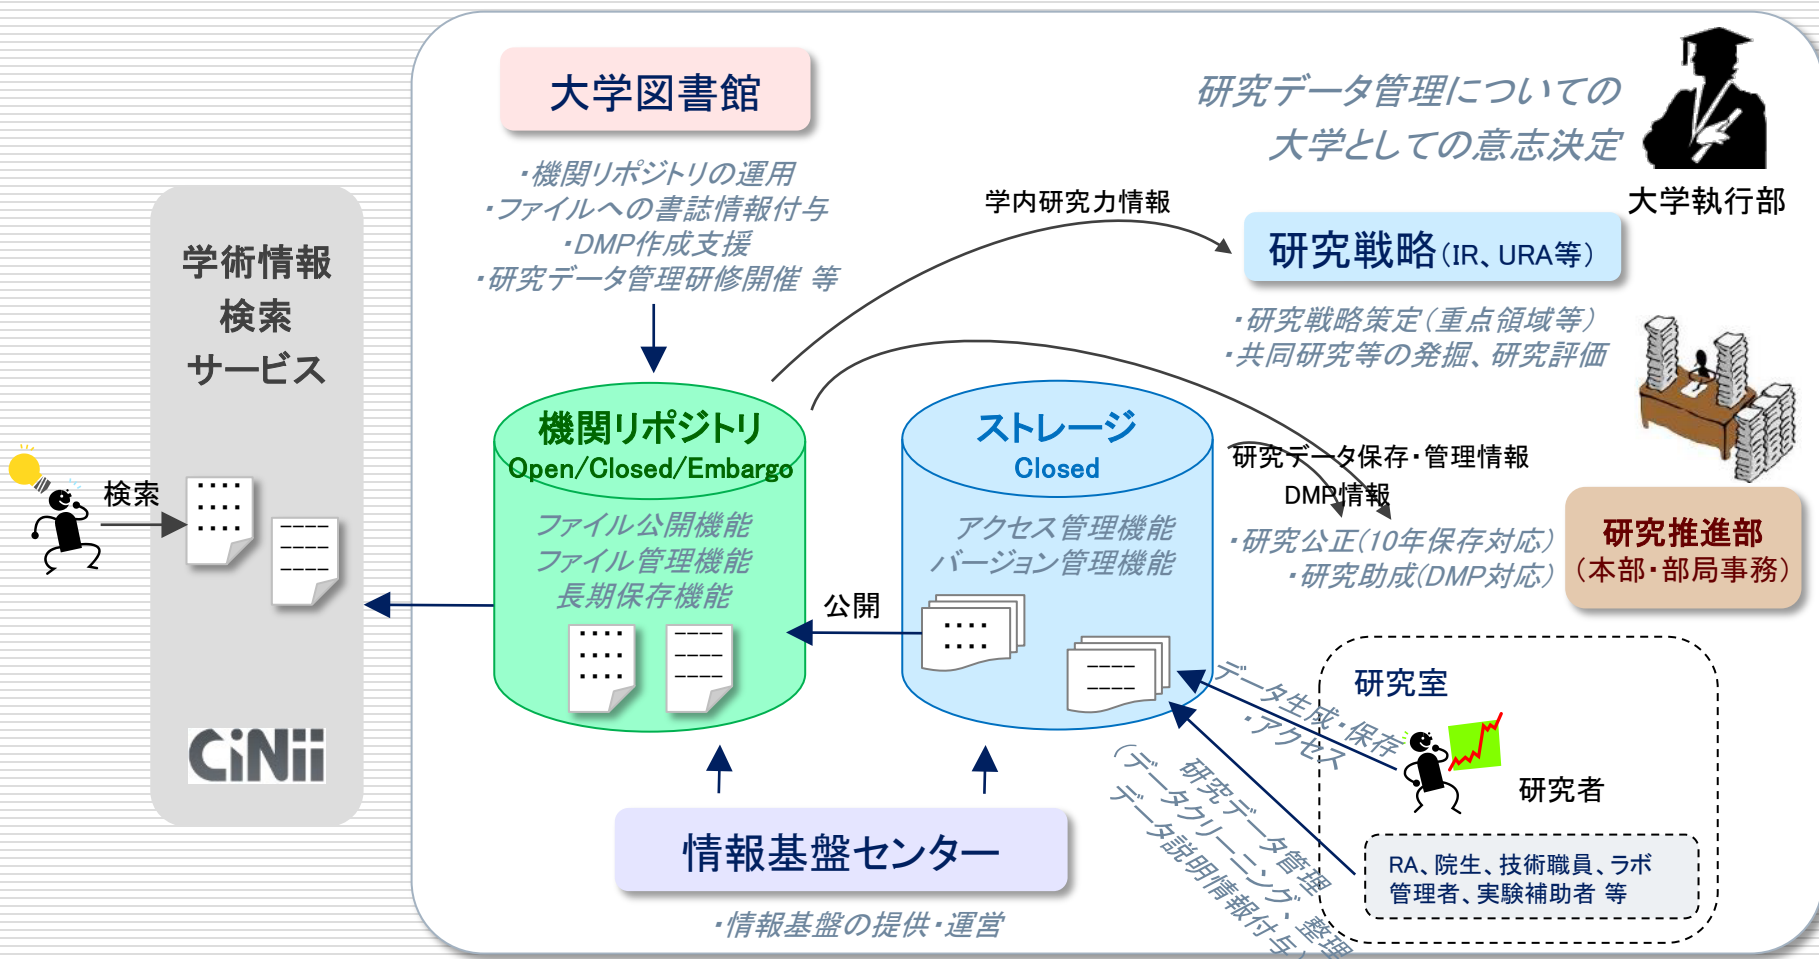 大学図書館
・機関リポジトリの運用
・ファイルへの書誌情報付与
・DMP作成支援
・研究データ管理研修開催 等
研究データ管理についての
大学としての意志決定
大学執行部
学内研究力情報
研究戦略(IR、URA等)
・研究戦略策定(重点領域等)
・共同研究等の発掘、研究評価
学術情報
検索
サービス
検索
CiNii
機関リポジトリ
Open/Closed/Embargo
ファイル公開機能
ファイル管理機能
長期保存機能
公開
ストレージ
Closed
アクセス管理機能
バージョン管理機能
研究データ保存・管理情報
DMP情報
・研究公正(10年保存対応)
・研究助成(DMP対応)
研究推進部
(本部・部局事務)
データ生成・保存
・アクセス
研究データ管理
(データクリーニング・整理
データ説明情報付与)
研究室
研究者
RA、院生、技術職員、ラボ
管理者、実験補助者 等
情報基盤センター
・情報基盤の提供・運営